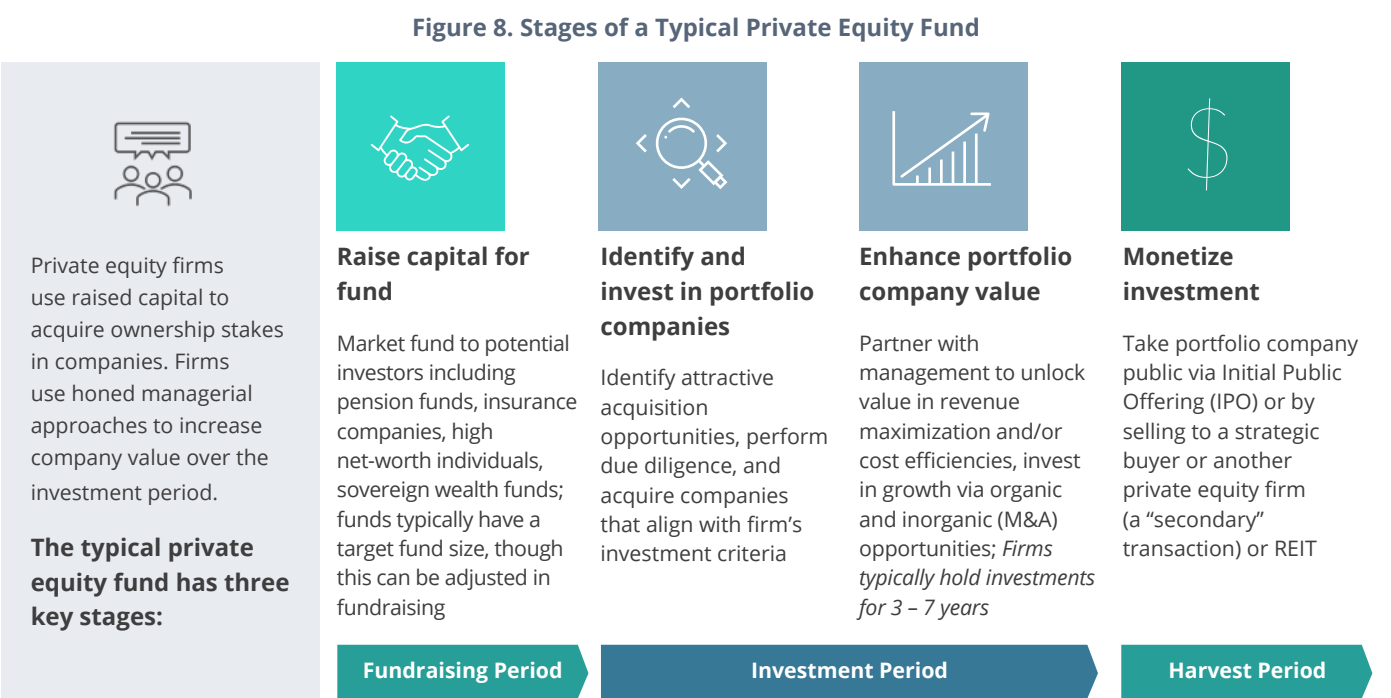 Figure 8. Stages of a Typical Private Equity Fund
Private equity firms
use raised capital to
acquire ownership stakes
in companies. Firms
use honed managerial
approaches to increase
company value over the
investment period.
The typical private
equity fund has three
key stages:
Raise capital for
fund
Market fund to potential
investors including
pension funds, insurance
companies, high
net-worth individuals,
sovereign wealth funds;
funds typically have a
target fund size, though
this can be adjusted in
fundraising
Identify and
invest in portfolio
companies
Identify attractive
acquisition
opportunities, perform
due diligence, and
acquire companies
that align with firm’s
investment criteria
Enhance portfolio
company value
Partner with
management to unlock
value in revenue
maximization and/or
cost efficiencies, invest
in growth via organic
and inorganic (M&A)
opportunities; Firms
typically hold investments
for 3 – 7 years
$
Monetize
investment
Take portfolio company
public via Initial Public
Offering (IPO) or by
selling to a strategic
buyer or another
private equity firm
(a “secondary”
transaction) or REIT
Fundraising Period
Investment Period
Harvest Period